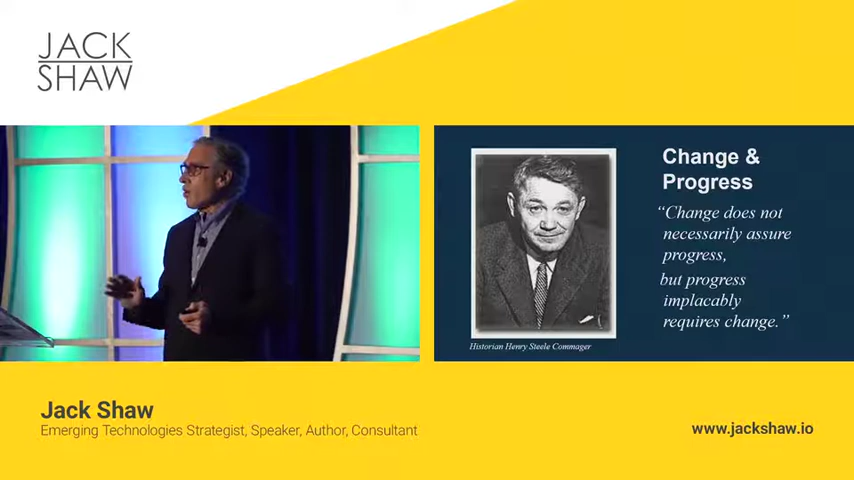 JACK
SHAW
Change &
Progress
“Change does not
necessarily assure
progress,
but progress
implacably
requires change.”
Historian Henry Steele Commager
Jack Shaw
Emerging Technologies Strategist, Speaker, Author, Consultant
www.jackshaw.io